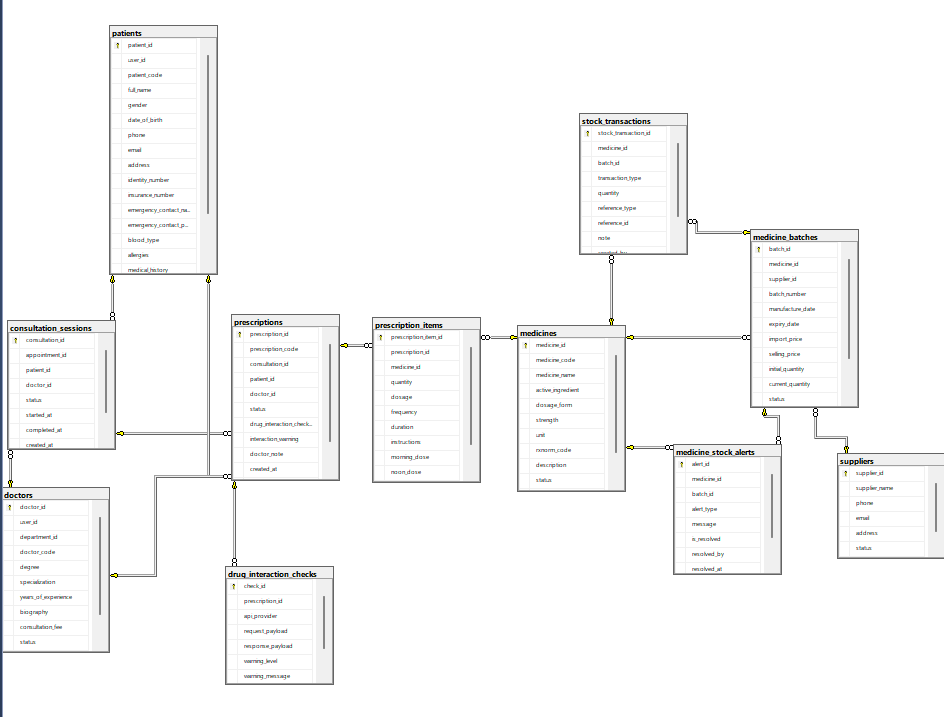 patients
patient_id
user_id
patient_code
full_name
gender
date_of_birth
phone
email
address
identity_number
insurance_number
emergency_contact_na...
emergency_contact_p...
blood_type
allergies
medical_history
stock_transactions
stock_transaction_id
medicine_id
batch_id
transaction_type
quantity
reference_type
reference_id
note
created_by
medicine_batches
batch_id
medicine_id
supplier_id
batch_number
manufacture_date
expiry_date
import_price
selling_price
initial_quantity
current_quantity
status
consultation_sessions
consultation_id
appointment_id
patient_id
doctor_id
status
started_at
completed_at
created_at
prescriptions
prescription_id
prescription_code
consultation_id
patient_id
doctor_id
status
drug_interaction_check...
interaction_warning
doctor_note
created_at
prescription_items
prescription_item_id
prescription_id
medicine_id
quantity
dosage
frequency
duration
instructions
morning_dose
noon_dose
medicines
medicine_id
medicine_code
medicine_name
active_ingredient
dosage_form
strength
unit
rxnorm_code
description
status
medicine_stock_alerts
alert_id
medicine_id
batch_id
alert_type
message
is_resolved
resolved_by
resolved_at
suppliers
supplier_id
supplier_name
phone
email
address
status
doctors
doctor_id
user_id
department_id
doctor_code
degree
specialization
years_of_experience
biography
consultation_fee
status
drug_interaction_checks
check_id
prescription_id
api_provider
request_payload
response_payload
warning_level
warning_message